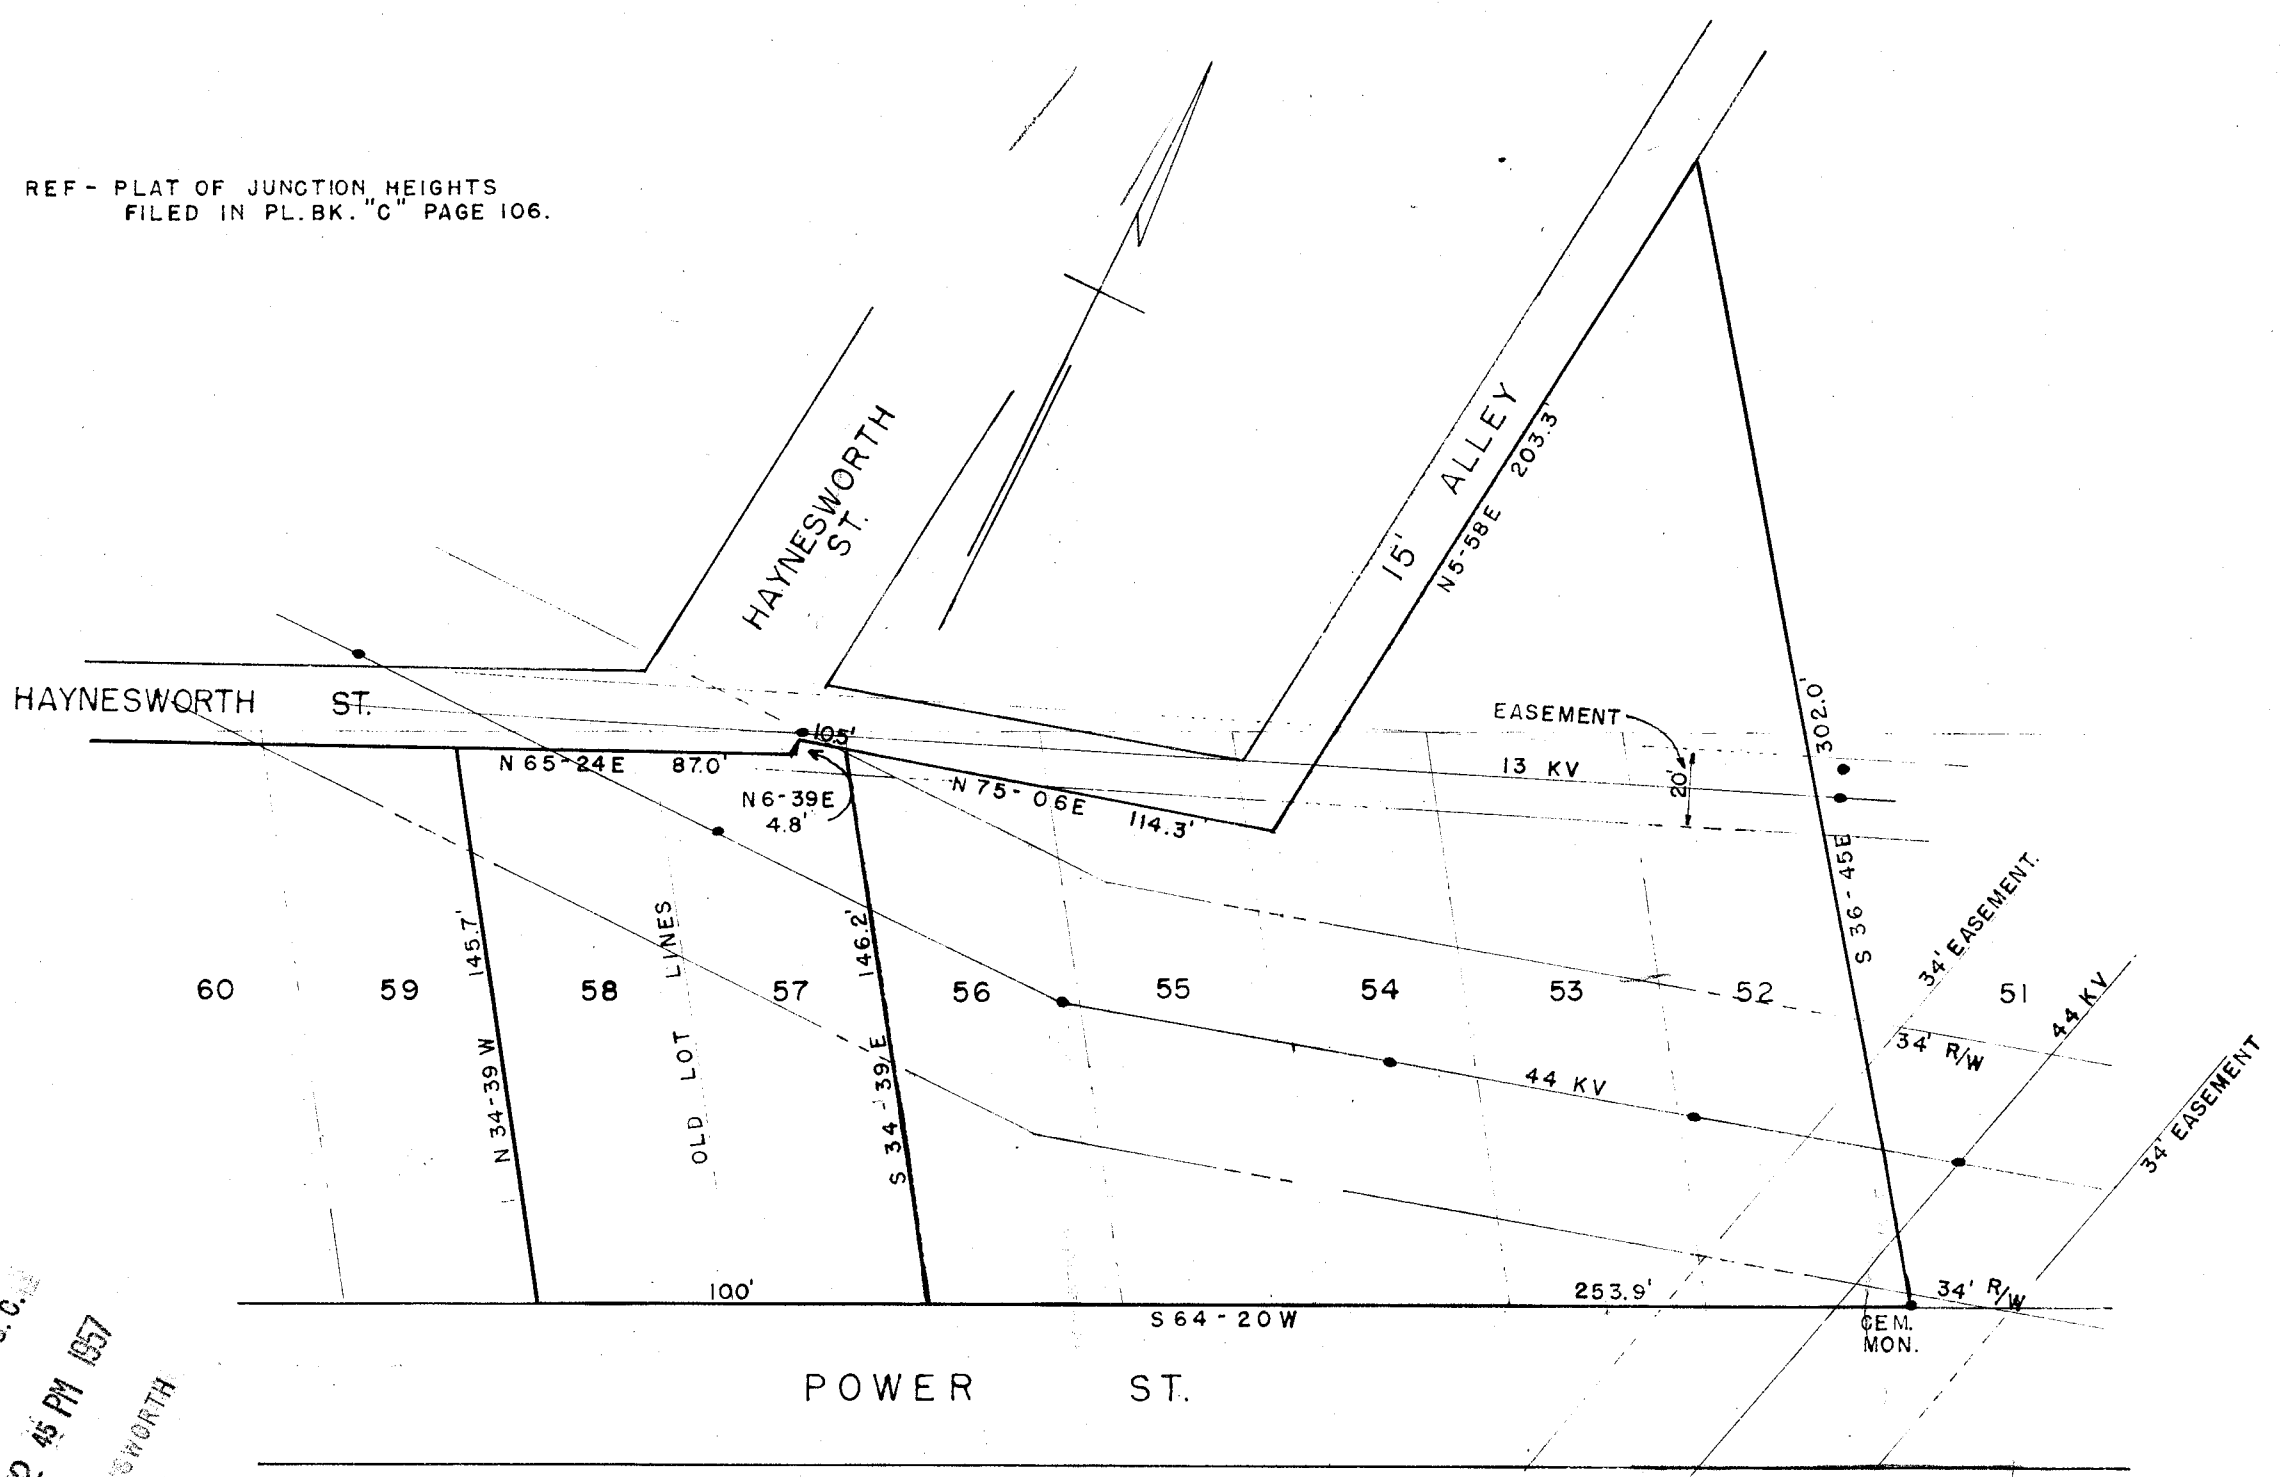 REF - PLAT OF JUNCTION HEIGHTS
FILED IN PL. BK. "C" PAGE 106.
HAYNESWORTH
ST.
15' ALLEY
N 5-58 E 203.3'
HAYNESWORTH ST.
EASEMENT
302.0'
10.5'
N 65-24 E 87.0'
13 KV
20'
N 6-39 E
4.8'
N 75-06 E 114.3'
S 36-45 E
34' EASEMENT.
145.7'
N 34-39 W
OLD LOT LINES
146.2'
S 34-39 E
60 59 58 57 56 55 54 53 52 51
44 KV
34' R/W
44 KV
34' EASEMENT
100'
253.9'
34' R/W
S 64-20 W
CEM.
MON.
POWER ST.
S.C.
45 PM 1957
SWORTH